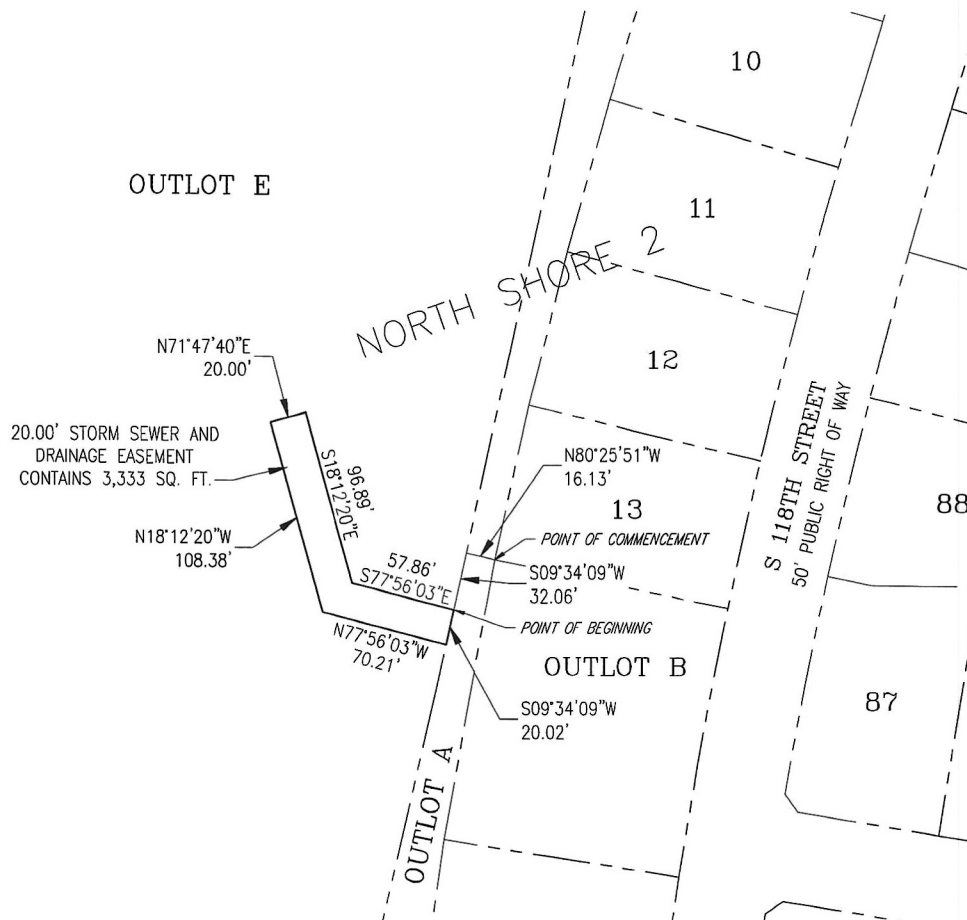 10
OUTLOT E
11
NORTH SHORE 2
12
N71°47'40"E
20.00'
20.00' STORM SEWER AND
DRAINAGE EASEMENT
CONTAINS 3,333 SQ. FT.
96.89'
S18°12'20"E
N18°12'20"W
108.38'
N80°25'51"W
16.13'
13
POINT OF COMMENCEMENT
S09°34'09"W
32.06'
57.86'
S77°56'03"E
POINT OF BEGINNING
N77°56'03"W
70.21'
OUTLOT B
S09°34'09"W
20.02'
OUTLOT A
S 118TH STREET
50' PUBLIC RIGHT OF WAY
88
87